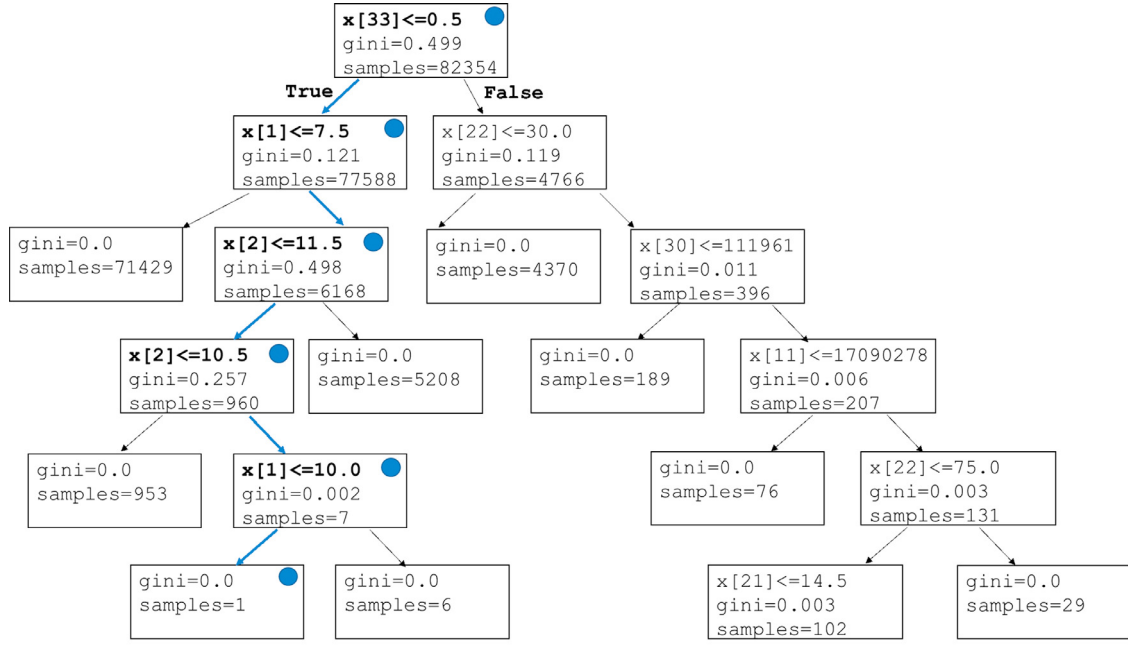 x[33]<=0.5
gini=0.499
samples=82354
True
False
x[1]<=7.5
gini=0.121
samples=77588
x[22]<=30.0
gini=0.119
samples=4766
gini=0.0
samples=71429
x[2]<=11.5
gini=0.498
samples=6168
gini=0.0
samples=4370
x[30]<=111961
gini=0.011
samples=396
x[2]<=10.5
gini=0.257
samples=960
gini=0.0
samples=5208
gini=0.0
samples=189
x[11]<=17090278
gini=0.006
samples=207
gini=0.0
samples=953
x[1]<=10.0
gini=0.002
samples=7
gini=0.0
samples=76
x[22]<=75.0
gini=0.003
samples=131
gini=0.0
samples=1
gini=0.0
samples=6
x[21]<=14.5
gini=0.003
samples=102
gini=0.0
samples=29